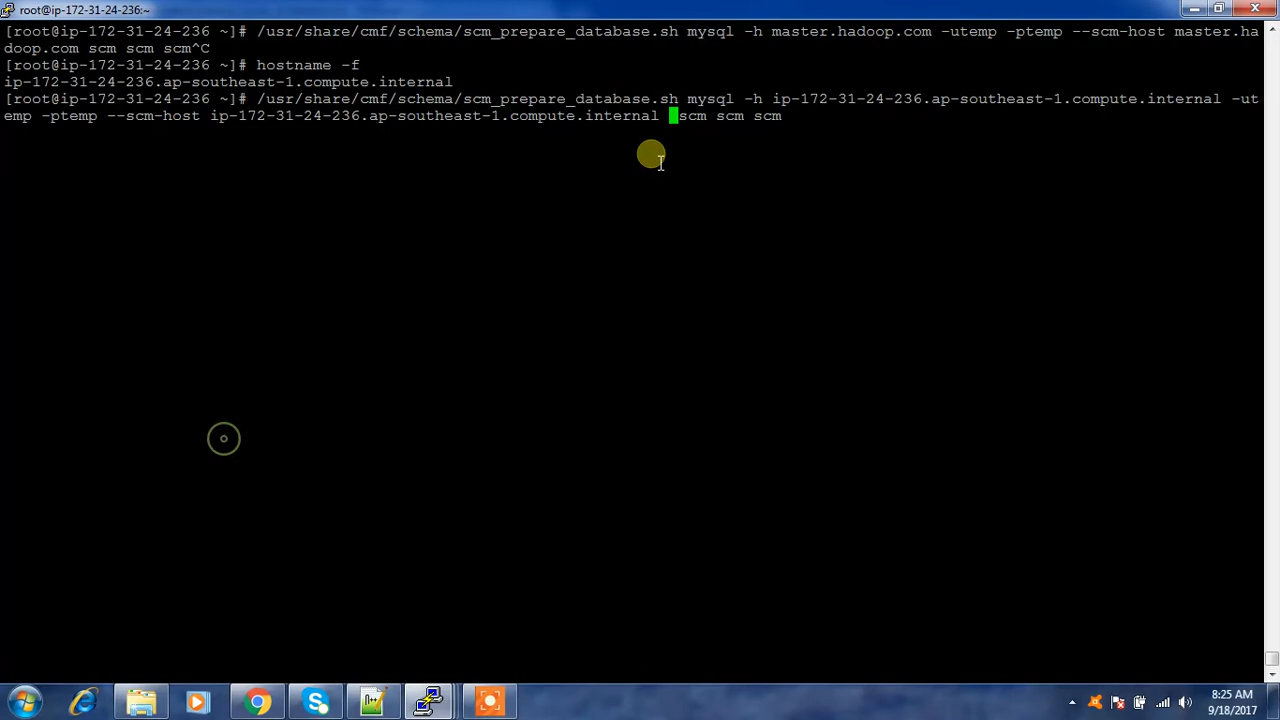 root@ip-172-31-24-236:~
[root@ip-172-31-24-236 ~]# /usr/share/cmf/schema/scm_prepare_database.sh mysql -h master.hadoop.com -utemp -ptemp --scm-host master.ha
doop.com scm scm scm^C
[root@ip-172-31-24-236 ~]# hostname -f
ip-172-31-24-236.ap-southeast-1.compute.internal
[root@ip-172-31-24-236 ~]# /usr/share/cmf/schema/scm_prepare_database.sh mysql -h ip-172-31-24-236.ap-southeast-1.compute.internal -ut
emp -ptemp --scm-host ip-172-31-24-236.ap-southeast-1.compute.internal scm scm scm
8:25 AM
9/18/2017